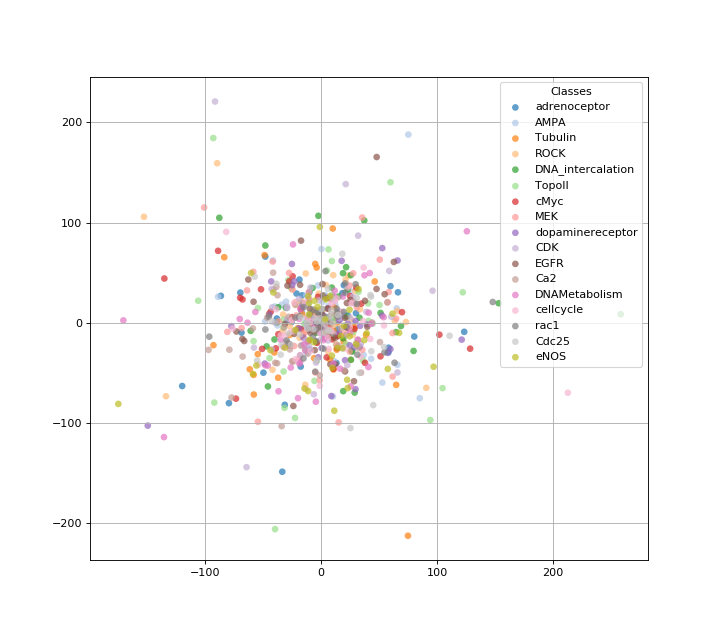 Classes
adrenoceptor
AMPA
Tubulin
ROCK
DNA_intercalation
TopoII
cMyc
MEK
dopaminereceptor
CDK
EGFR
Ca2
DNAMetabolism
cellcycle
rac1
Cdc25
eNOS
200
100
0
−100
−200
−100 0 100 200